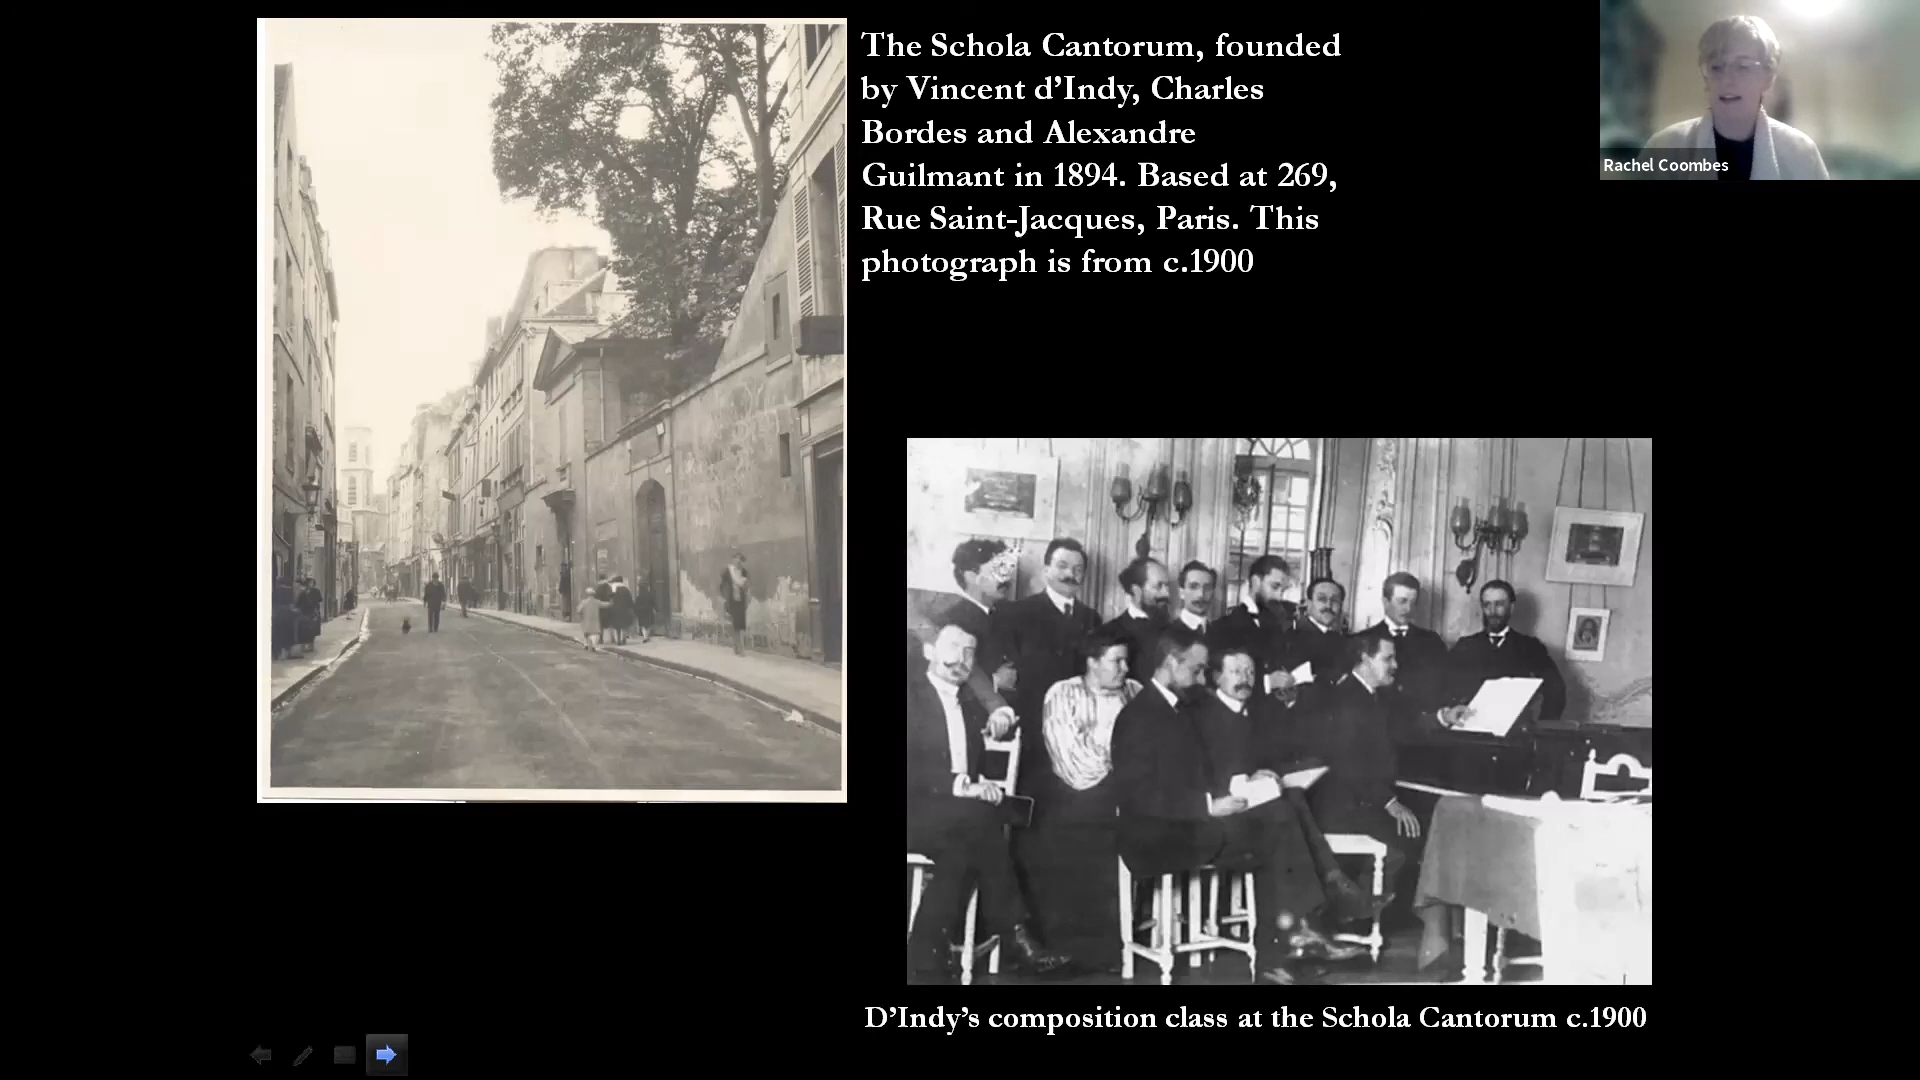 The Schola Cantorum, founded
by Vincent d’Indy, Charles
Bordes and Alexandre
Guilmant in 1894. Based at 269,
Rue Saint-Jacques, Paris. This
photograph is from c.1900
Rachel Coombes
D’Indy’s composition class at the Schola Cantorum c.1900